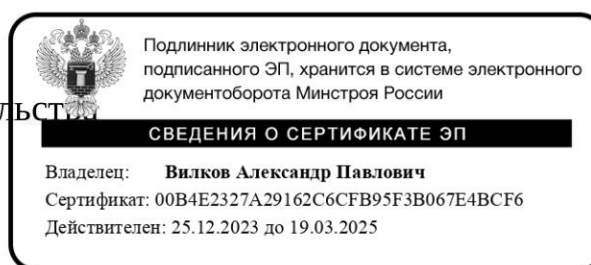 Подлинник электронного документа,
подписанного ЭП, хранится в системе электронного
документооборота Минстроя России
СВЕДЕНИЯ О СЕРТИФИКАТЕ ЭП
Владелец: Вилков Александр Павлович
Сертификат: 00B4E2327A29162C6CFB95F3B067E4BCF6
Действителен: 25.12.2023 до 19.03.2025